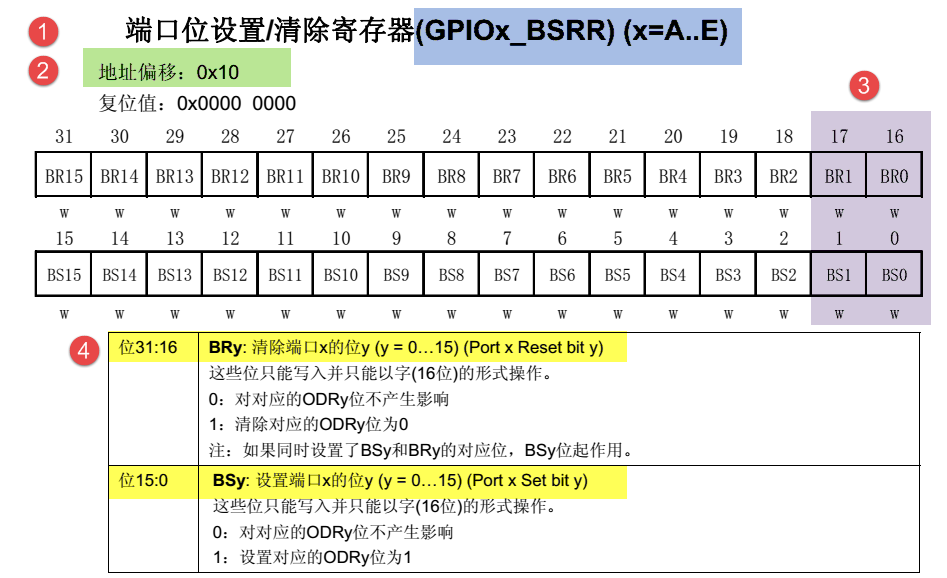 1 端口位设置/清除寄存器(GPIOx_BSRR) (x=A..E)
2 地址偏移：0x10
复位值：0x0000 0000
3
31 30 29 28 27 26 25 24 23 22 21 20 19 18 17 16
BR15 BR14 BR13 BR12 BR11 BR10 BR9 BR8 BR7 BR6 BR5 BR4 BR3 BR2 BR1 BR0
w w w w w w w w w w w w w w w w
15 14 13 12 11 10 9 8 7 6 5 4 3 2 1 0
BS15 BS14 BS13 BS12 BS11 BS10 BS9 BS8 BS7 BS6 BS5 BS4 BS3 BS2 BS1 BS0
w w w w w w w w w w w w w w w w
4 位31:16 BRy: 清除端口x的位y (y = 0…15) (Port x Reset bit y)
这些位只能写入并只能以字(16位)的形式操作。
0：对对应的ODRy位不产生影响
1：清除对应的ODRy位为0
注：如果同时设置了BSy和BRy的对应位，BSy位起作用。
位15:0 BSy: 设置端口x的位y (y = 0…15) (Port x Set bit y)
这些位只能写入并只能以字(16位)的形式操作。
0：对对应的ODRy位不产生影响
1：设置对应的ODRy位为1